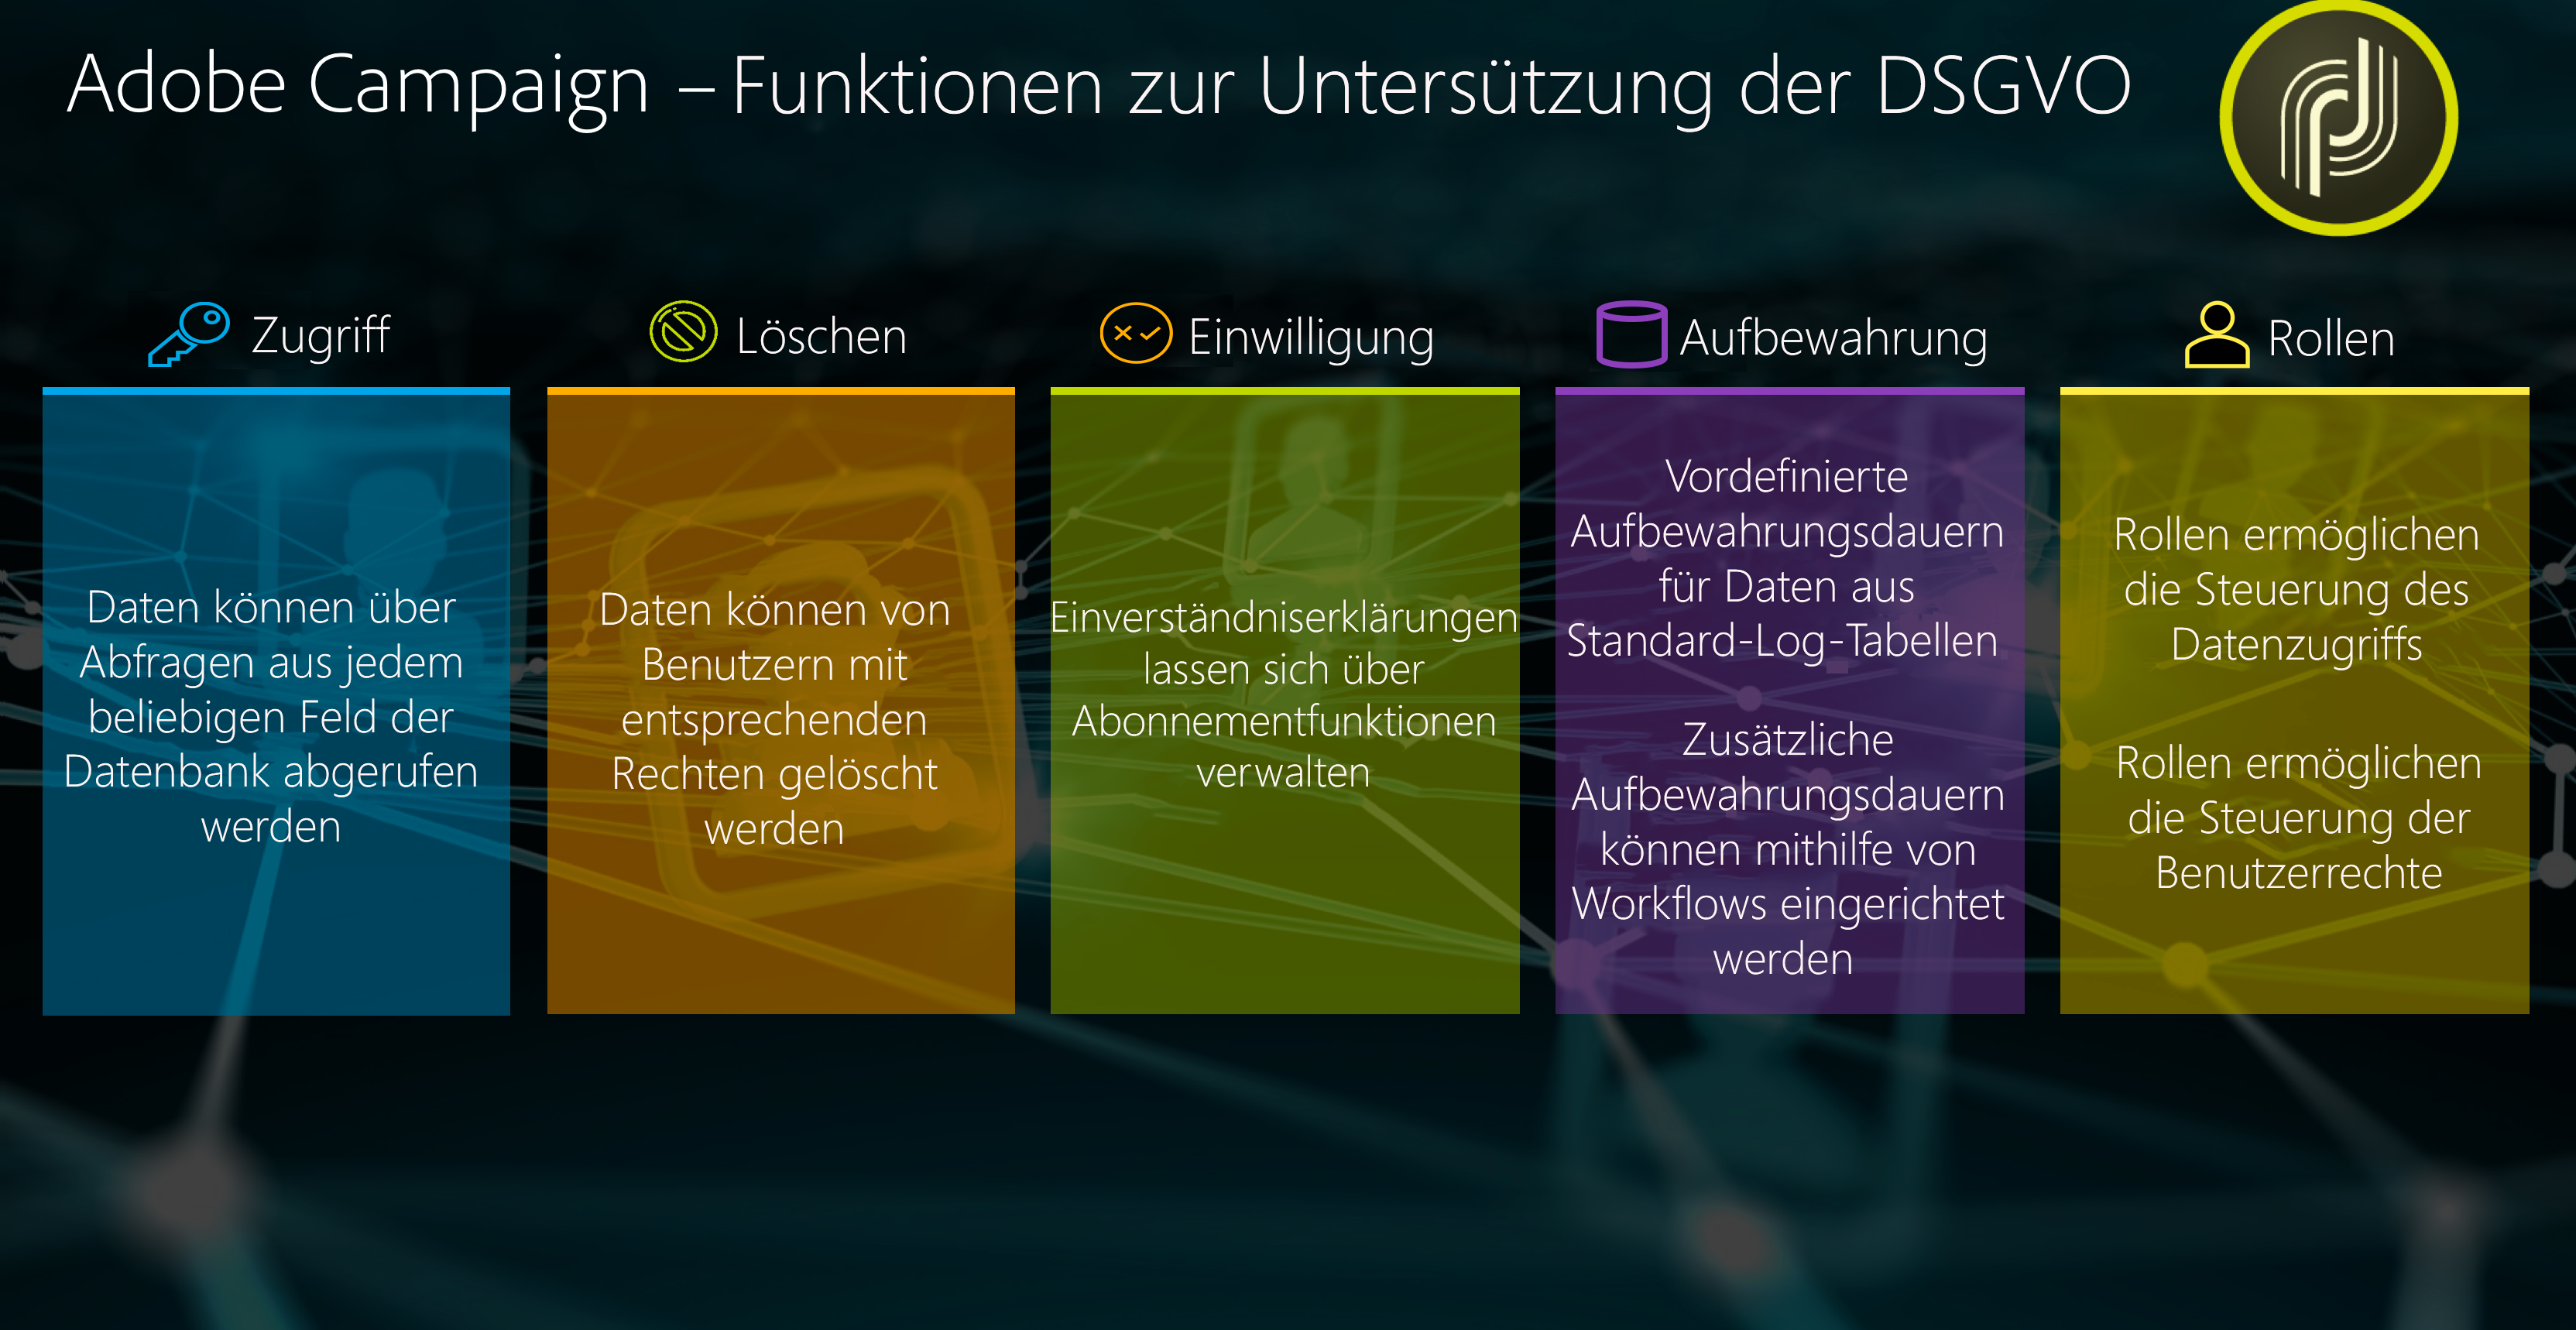 Adobe Campaign – Funktionen zur Untersützung der DSGVO
Zugriff
Daten können über
Abfragen aus jedem
beliebigen Feld der
Datenbank abgerufen
werden
Löschen
Daten können von
Benutzern mit
entsprechenden
Rechten gelöscht
werden
Einwilligung
Einverständniserklärungen
lassen sich über
Abonnementfunktionen
verwalten
Aufbewahrung
Vordefinierte
Aufbewahrungsdauern
für Daten aus
Standard-Log-Tabellen
Zusätzliche
Aufbewahrungsdauern
können mithilfe von
Workflows eingerichtet
werden
Rollen
Rollen ermöglichen
die Steuerung des
Datenzugriffs
Rollen ermöglichen
die Steuerung der
Benutzerrechte